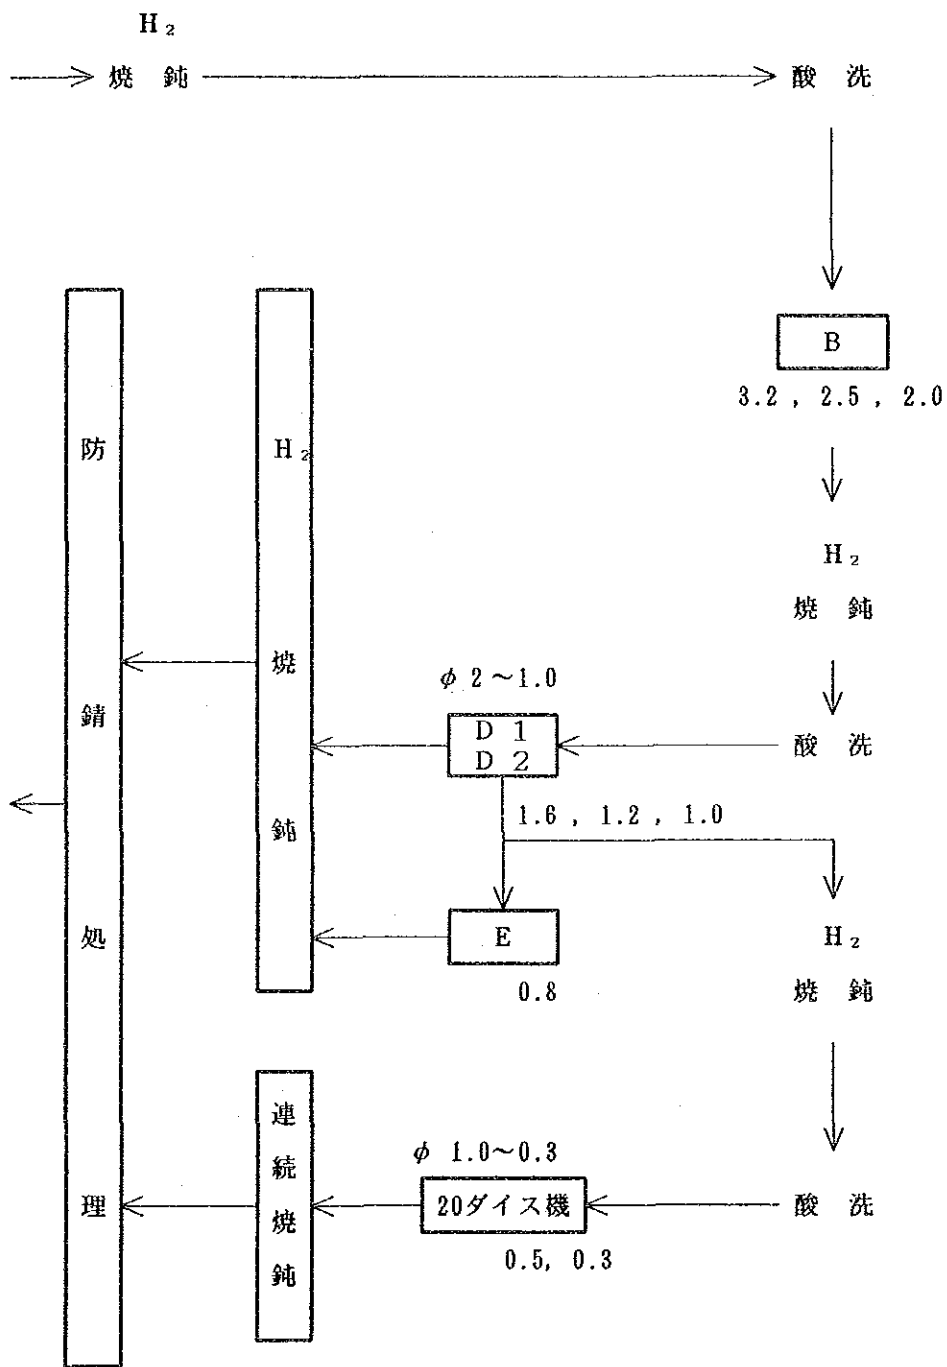 H₂
焼 鈍
酸 洗
B
3.2 , 2.5 , 2.0
H₂
焼 鈍
酸 洗
φ 2～1.0
D 1
D 2
1.6 , 1.2 , 1.0
E
0.8
H₂
焼 鈍
酸 洗
φ 1.0～0.3
20ダイス機
0.5, 0.3
連続焼鈍
H₂焼鈍
防錆処理